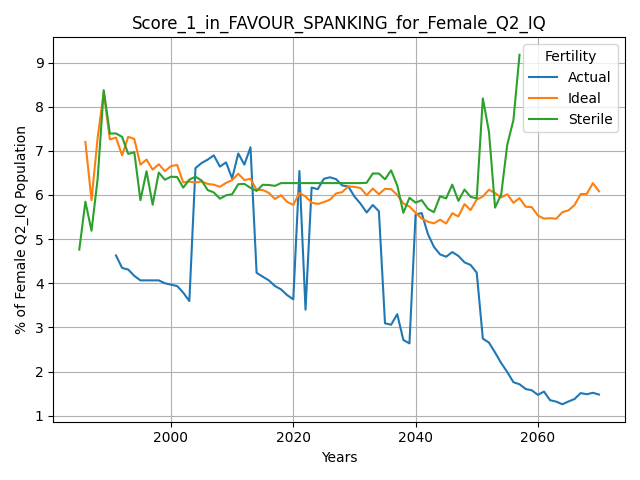 Score_1_in_FAVOUR_SPANKING_for_Female_Q2_IQ
% of Female Q2_IQ Population
9
8
7
6
5
4
3
2
1
Fertility
Actual
Ideal
Sterile
2000
2020
2040
2060
Years